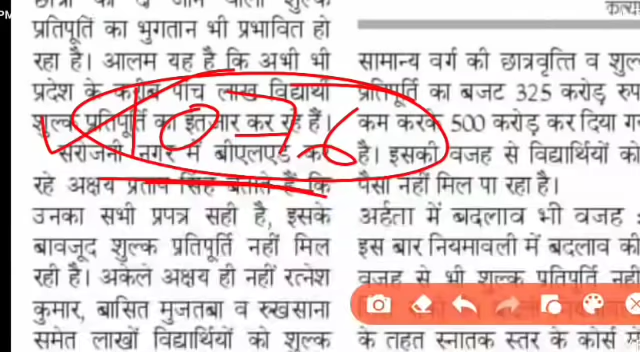 PM
प्रतिपूर्ति का भुगतान भी प्रभावित हो
रहा है। आलम यह है कि अभी भी
प्रदेश के करीब पांच लाख विद्यार्थी
शुल्क प्रतिपूर्ति का इंतजार कर रहे हैं।
सरोजनी नगर में बीएलएड कर
रहे अक्षय प्रताप सिंह बताते हैं कि
उनका सभी प्रपत्र सही है, इसके
बावजूद शुल्क प्रतिपूर्ति नहीं मिल
रही है। अकेले अक्षय ही नहीं रत्नेश
कुमार, बासित मुजतबा व रुखसाना
समेत लाखों विद्यार्थियों को शुल्क
सामान्य वर्ग की छात्रवृत्ति व शुल्
प्रतिपूर्ति का बजट 325 करोड़ रुप
कम करके 500 करोड़ कर दिया ग
है। इसकी वजह से विद्यार्थियों को
पैसा नहीं मिल पा रहा है।
अर्हता में बदलाव भी वजह :
इस बार नियमावली में बदलाव की
वजह से भी शुल्क प्रतिपूर्ति नहीं
के तहत स्नातक स्तर के कोर्स में